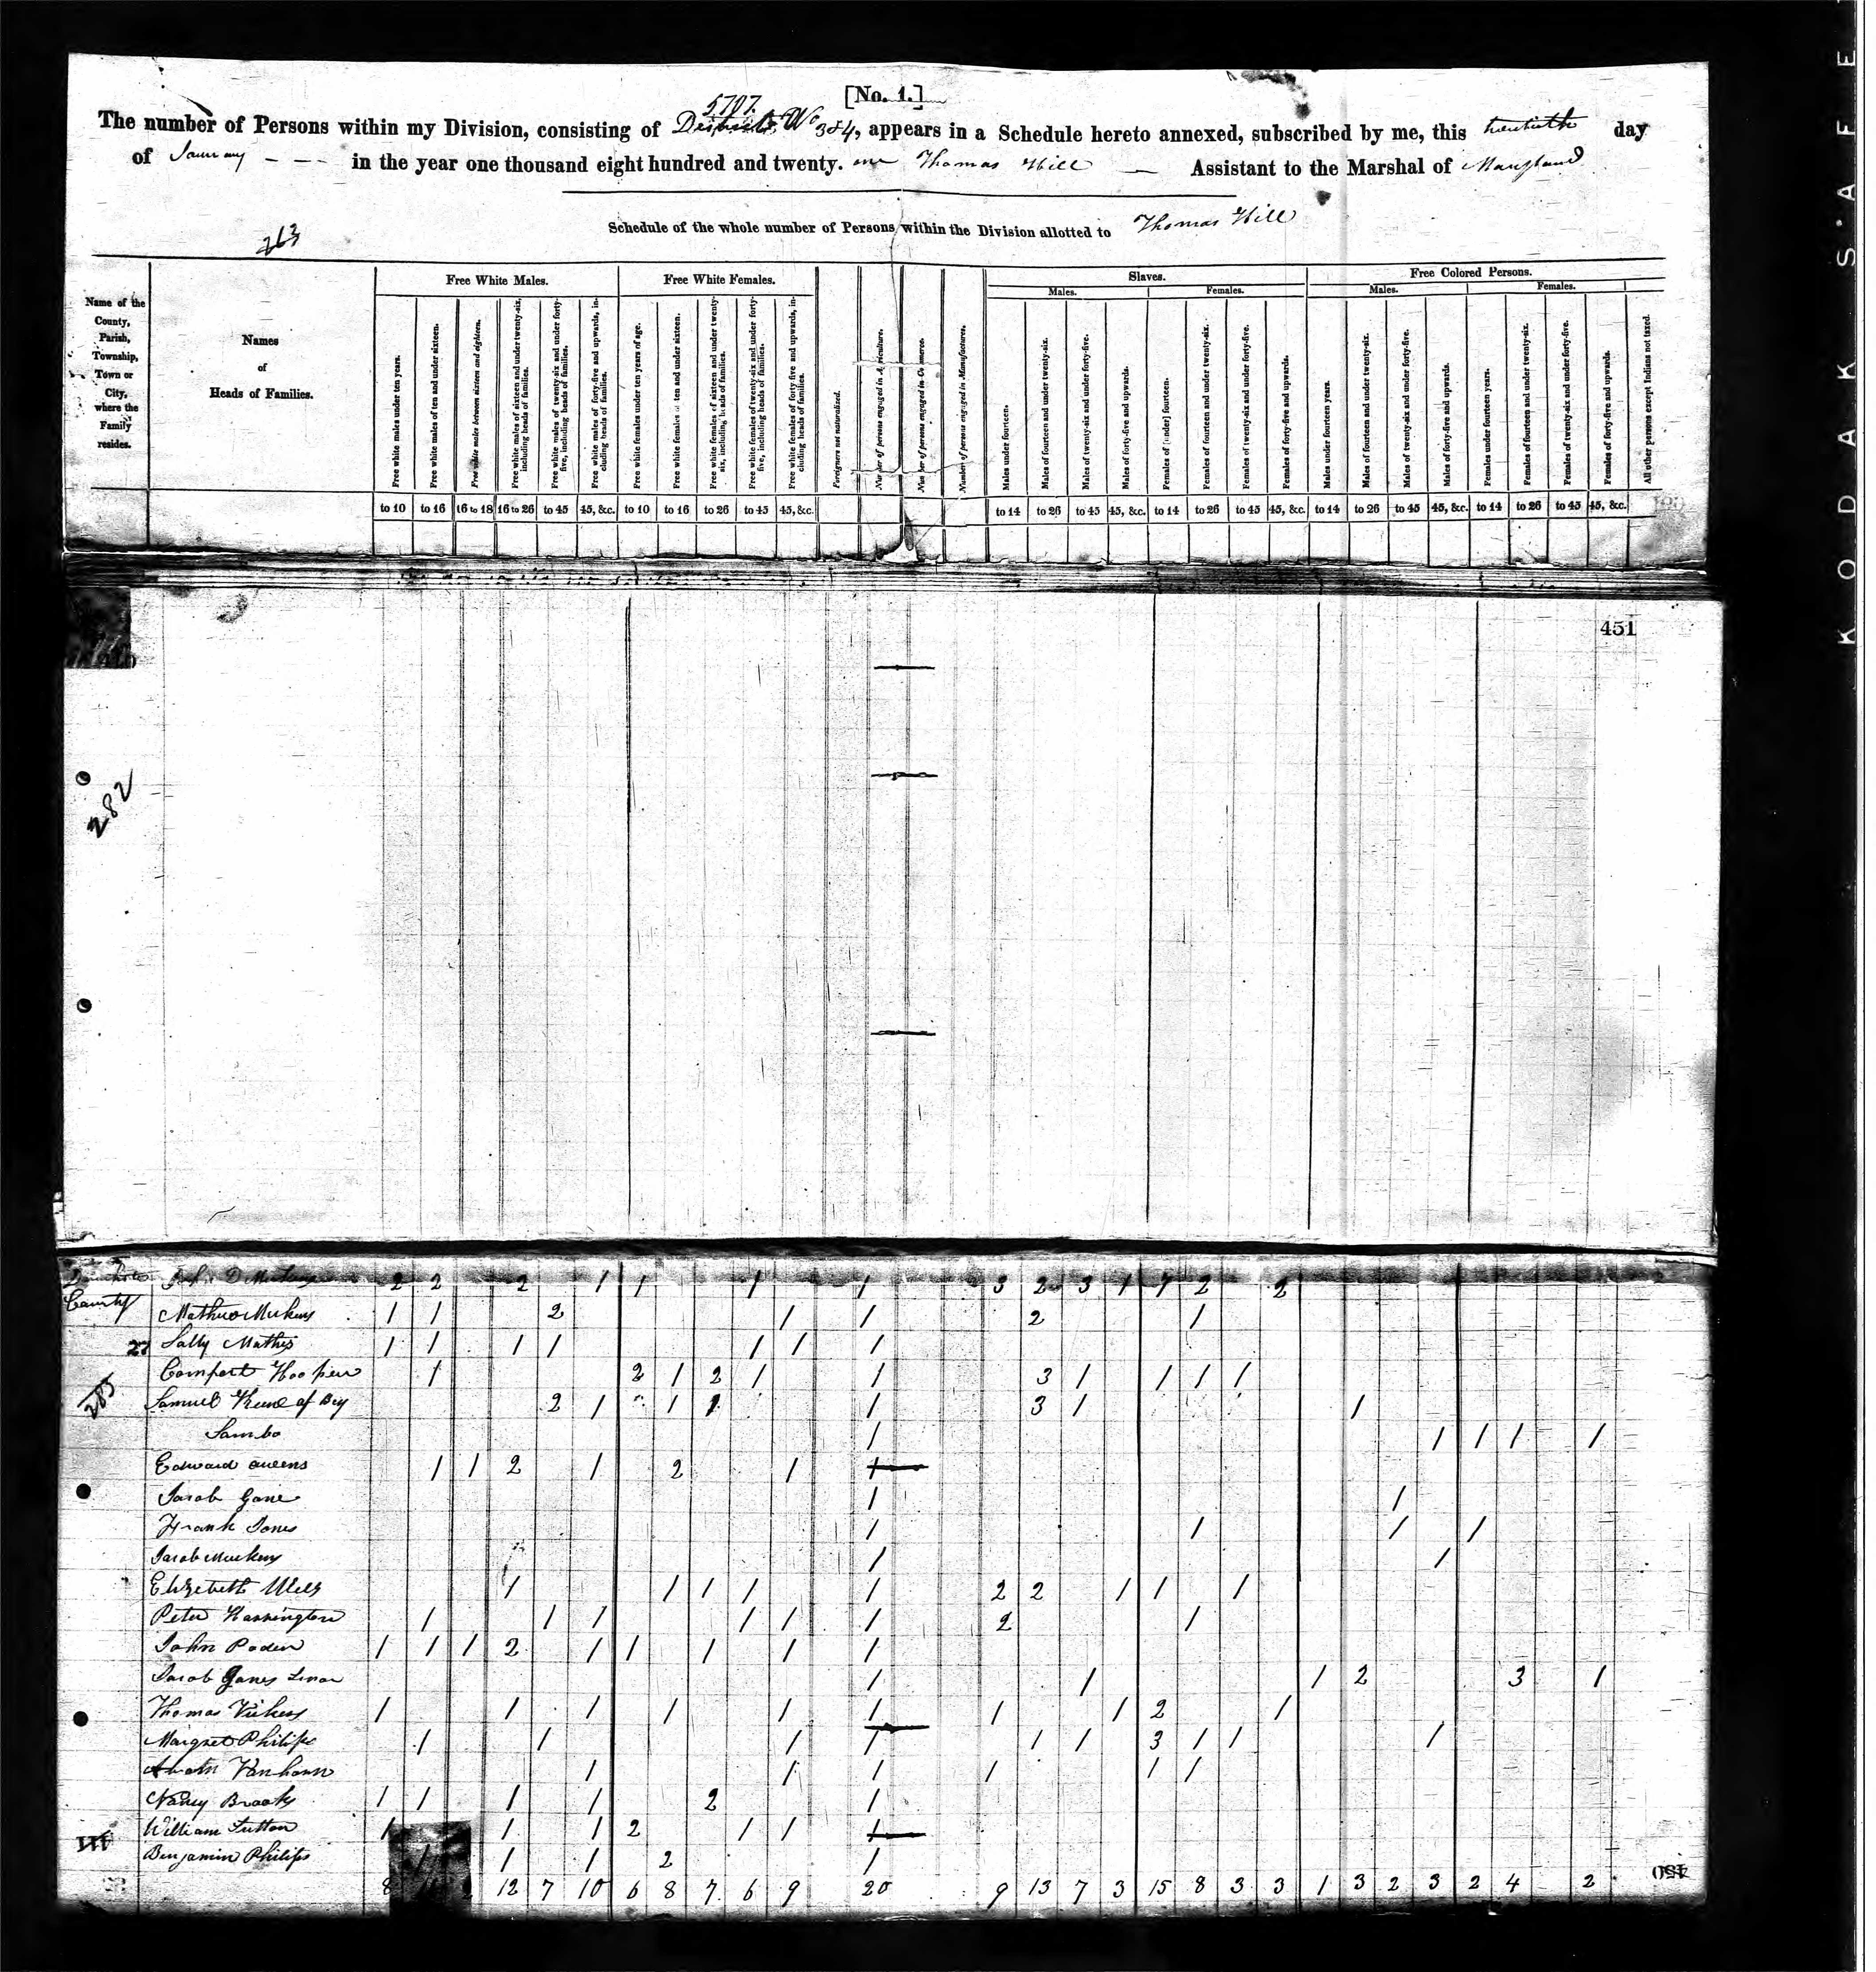 [No. 1.]
5707
The number of Persons within my Division, consisting of Districts No 3 & 4, appears in a Schedule hereto annexed, subscribed by me, this twentieth day
of January - - - in the year one thousand eight hundred and twenty. one Thomas Hill — Assistant to the Marshal of Maryland
263
Schedule of the whole number of Persons within the Division allotted to Thomas Hill
Name of the County, Parish, Township, Town or City, where the Family resides.
Names of Heads of Families.
Free White Males.
Free White Females.
Slaves.
Free Colored Persons.
Males. Females. Males. Females.
Free white males under ten years.
Free white males of ten and under sixteen.
Free white males between sixteen and eighteen.
Free white males of sixteen and under twenty-six, including heads of families.
Free white males of twenty-six and under forty-five, including heads of families.
Free white males of forty-five and upwards, including heads of families.
Free white females under ten years of age.
Free white females of ten and under sixteen.
Free white females of sixteen and under twenty-six, including heads of families.
Free white females of twenty-six and under forty-five, including heads of families.
Free white females of forty five and upwards, including heads of families.
Foreigners not naturalized.
Number of persons engaged in Agriculture.
Number of persons engaged in Commerce.
Number of persons engaged in Manufactures.
Males under fourteen.
Males of fourteen and under twenty-six.
Males of twenty-six and under forty-five.
Males of forty-five and upwards.
Females of [under] fourteen.
Females of fourteen and under twenty-six.
Females of twenty-six and under forty-five.
Females of forty-five and upwards.
Males under fourteen years.
Males of fourteen and under twenty-six.
Males of twenty-six and under forty-five.
Males of forty-five and upwards.
Females under fourteen years.
Females of fourteen and under twenty-six.
Females of twenty-six and under forty-five.
Females of forty-five and upwards.
All other persons except Indians not taxed.
to 10 to 16 16 to 18 16 to 26 to 45 45, &c. to 10 to 16 to 26 to 45 45, &c. to 14 to 26 to 45 45, &c. to 14 to 26 to 45 45, &c. to 14 to 26 to 45 45, &c. to 14 to 26 to 45 45, &c.
451
282
2 2 2 1 1 1 1 3 2 3 1 7 2 2
County 1 1 2 1 1 2 1
27 Sally Mathis 1 1 1 1 1 1 1
Comfort Hooper 1 2 1 2 1 1 3 1 1 1 1
283
Samuel Keene of Bey 2 1 1 1 3 1 1
Sambo 1 1 1 1 1
Edward Owens 1 1 2 1 2 1 1
Jacob Gane 1 1
Frank Jones 1 1 1 1
Jacob 1 1
Elizebeth 1 1 1 1 1 2 2 1 1 1
Peter Harrington 1 1 1 1 1 1 2 1
John Poden 1 1 1 2 1 1 1 1 1
Jacob Ganes 1 1 1 2 3 1
Thomas Vickers 1 1 1 1 1 1 1 1 2 1
Margret Philips 1 1 1 1 1 1 3 1 1 1
Vanhorn 1 1 1 1 1 1
Nancy Brooks 1 1 1 1 2 1
William Sutton 1 1 1 2 1 1 1
Benjamin Philips 1 1 1 2 1
8 12 7 10 6 8 7 6 9 20 9 13 7 3 15 8 3 3 1 3 2 3 2 4 2
450
KODAK S'AFE